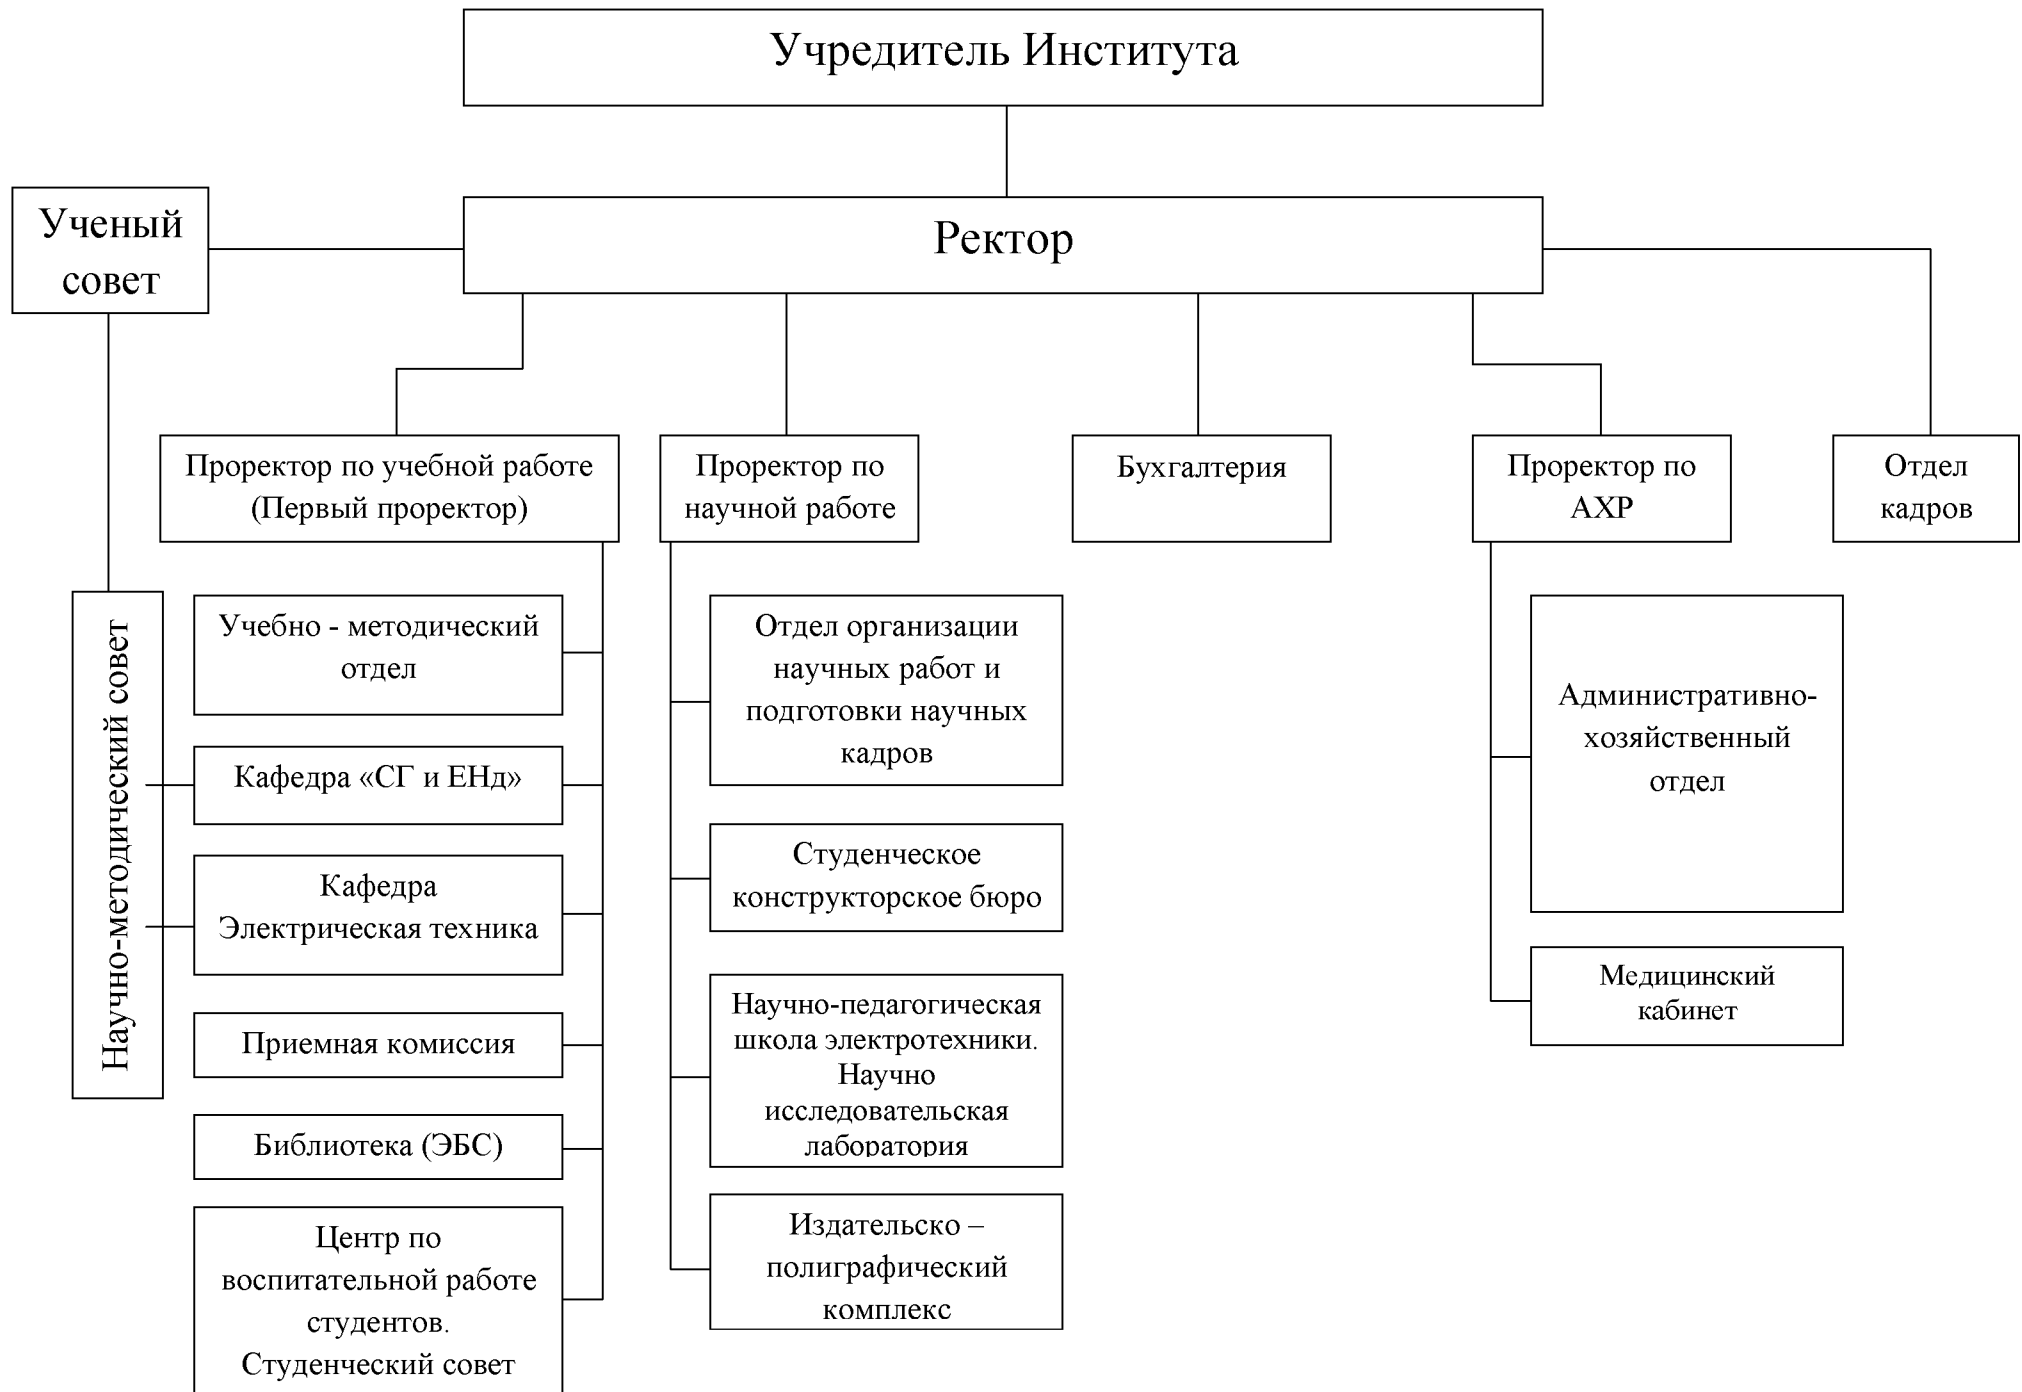 Учредитель Института
Ученый
совет
Ректор
Проректор по учебной работе
(Первый проректор)
Проректор по
научной работе
Бухгалтерия
Проректор по
АХР
Отдел
кадров
Научно-методический совет
Учебно - методический
отдел
Кафедра «СГ и ЕНд»
Кафедра
Электрическая техника
Приемная комиссия
Библиотека (ЭБС)
Центр по
воспитательной работе
студентов.
Студенческий совет
Отдел организации
научных работ и
подготовки научных
кадров
Студенческое
конструкторское бюро
Научно-педагогическая
школа электротехники.
Научно
исследовательская
лаборатория
Издательско –
полиграфический
комплекс
Административно-
хозяйственный
отдел
Медицинский
кабинет